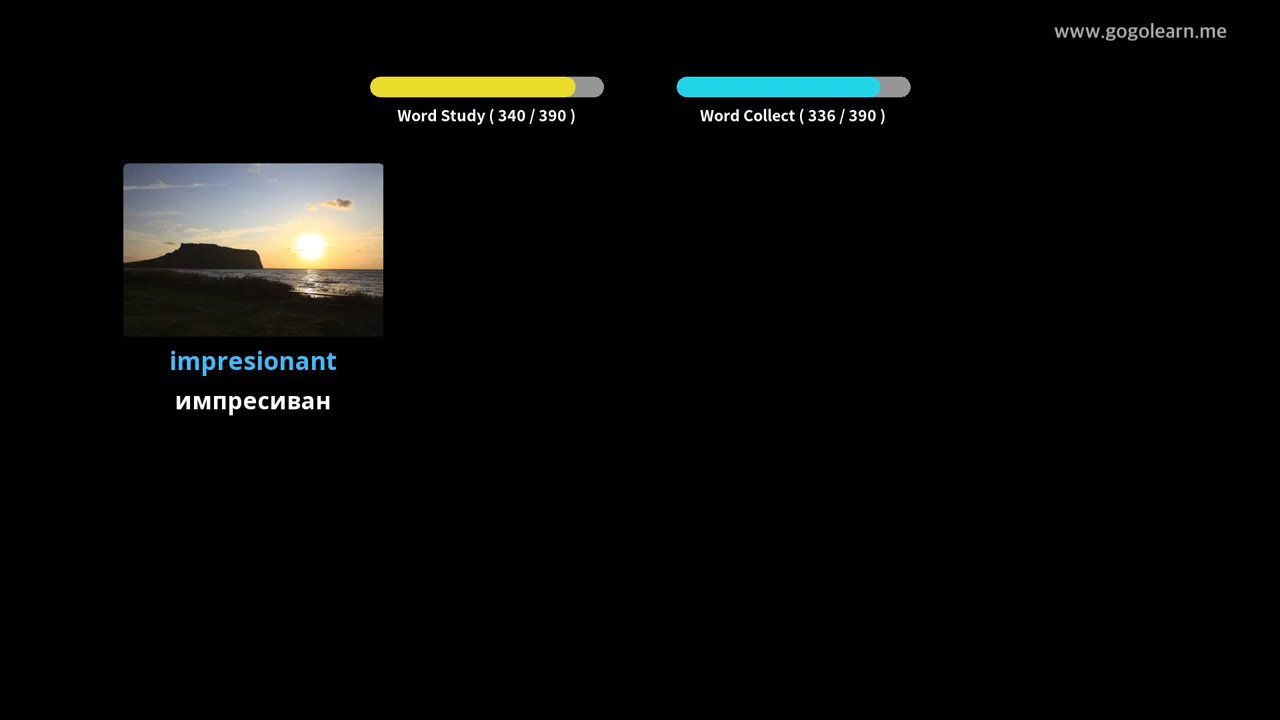 www.gogolearn.me
Word Study ( 340 / 390 )
Word Collect ( 336 / 390 )
impresionant
импресиван